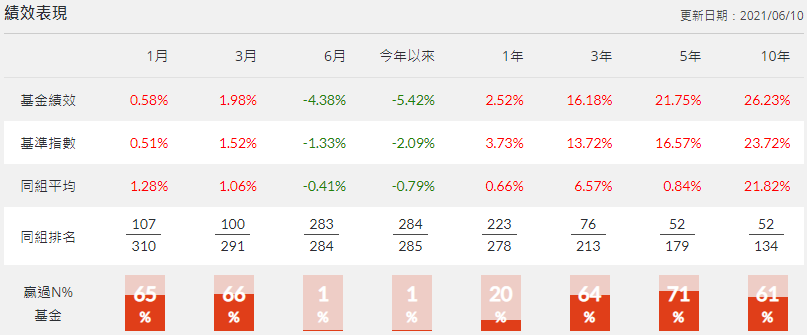 績效表現 更新日期：2021/06/10
1月 3月 6月 今年以來 1年 3年 5年 10年
基金績效 0.58% 1.98% -4.38% -5.42% 2.52% 16.18% 21.75% 26.23%
基準指數 0.51% 1.52% -1.33% -2.09% 3.73% 13.72% 16.57% 23.72%
同組平均 1.28% 1.06% -0.41% -0.79% 0.66% 6.57% 0.84% 21.82%
107 100 283 284 223 76 52 52
同組排名
310 291 284 285 278 213 179 134
贏過N% 65 66 1 1 20 64 71 61
基金 % % % % % % % %